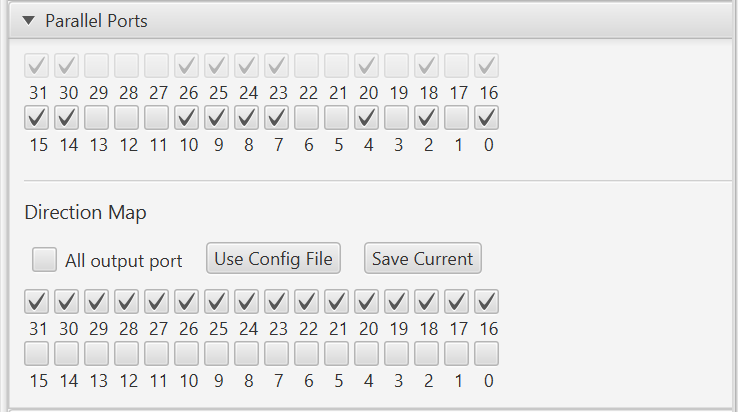 Parallel Ports
31 30 29 28 27 26 25 24 23 22 21 20 19 18 17 16
15 14 13 12 11 10 9 8 7 6 5 4 3 2 1 0
Direction Map
All output port Use Config File Save Current
31 30 29 28 27 26 25 24 23 22 21 20 19 18 17 16
15 14 13 12 11 10 9 8 7 6 5 4 3 2 1 0